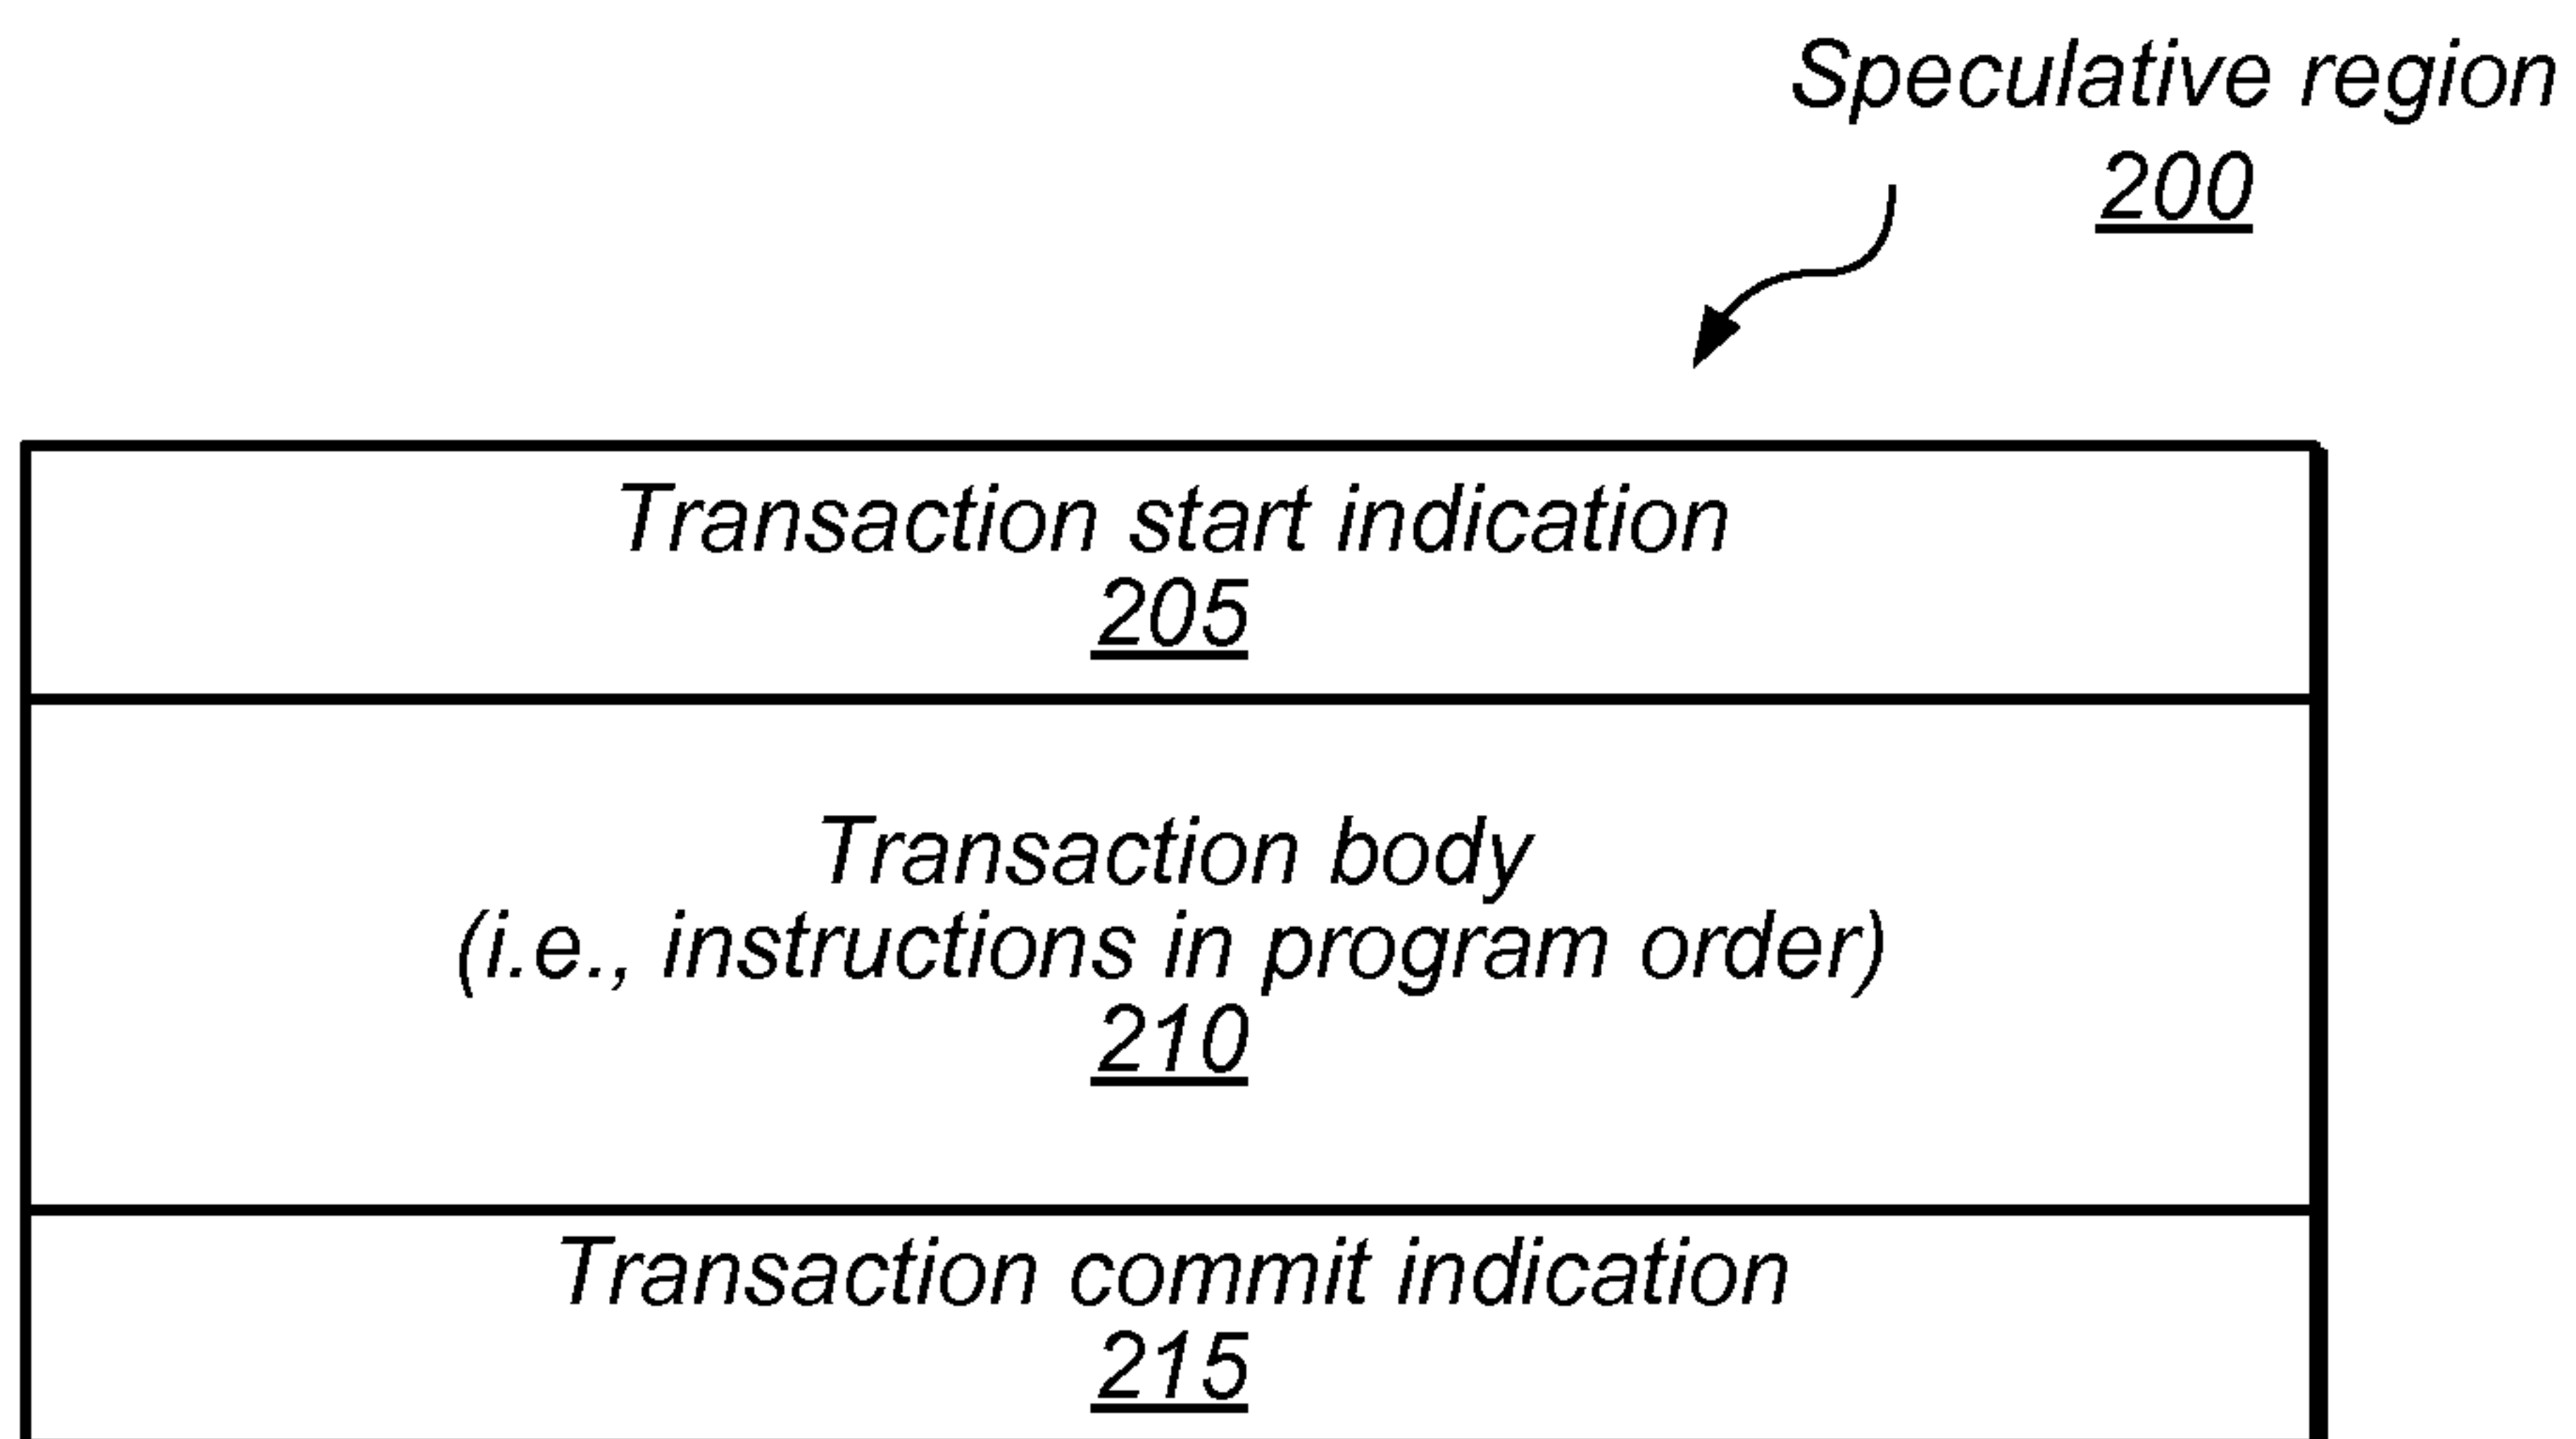 Speculative region
200
Transaction start indication
205
Transaction body
(i.e., instructions in program order)
210
Transaction commit indication
215